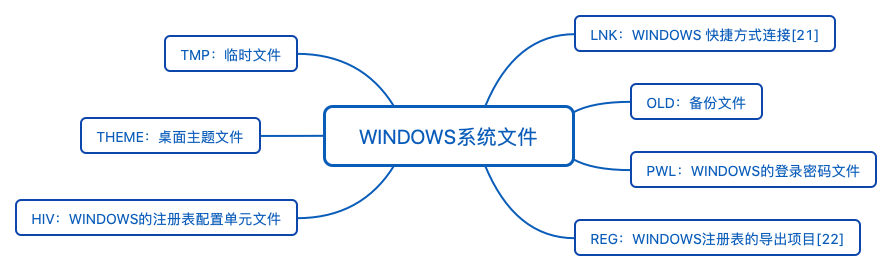 WINDOWS系统文件
LNK：WINDOWS 快捷方式连接[21]
OLD：备份文件
PWL：WINDOWS的登录密码文件
REG：WINDOWS注册表的导出项目[22]
TMP：临时文件
THEME：桌面主题文件
HIV：WINDOWS的注册表配置单元文件